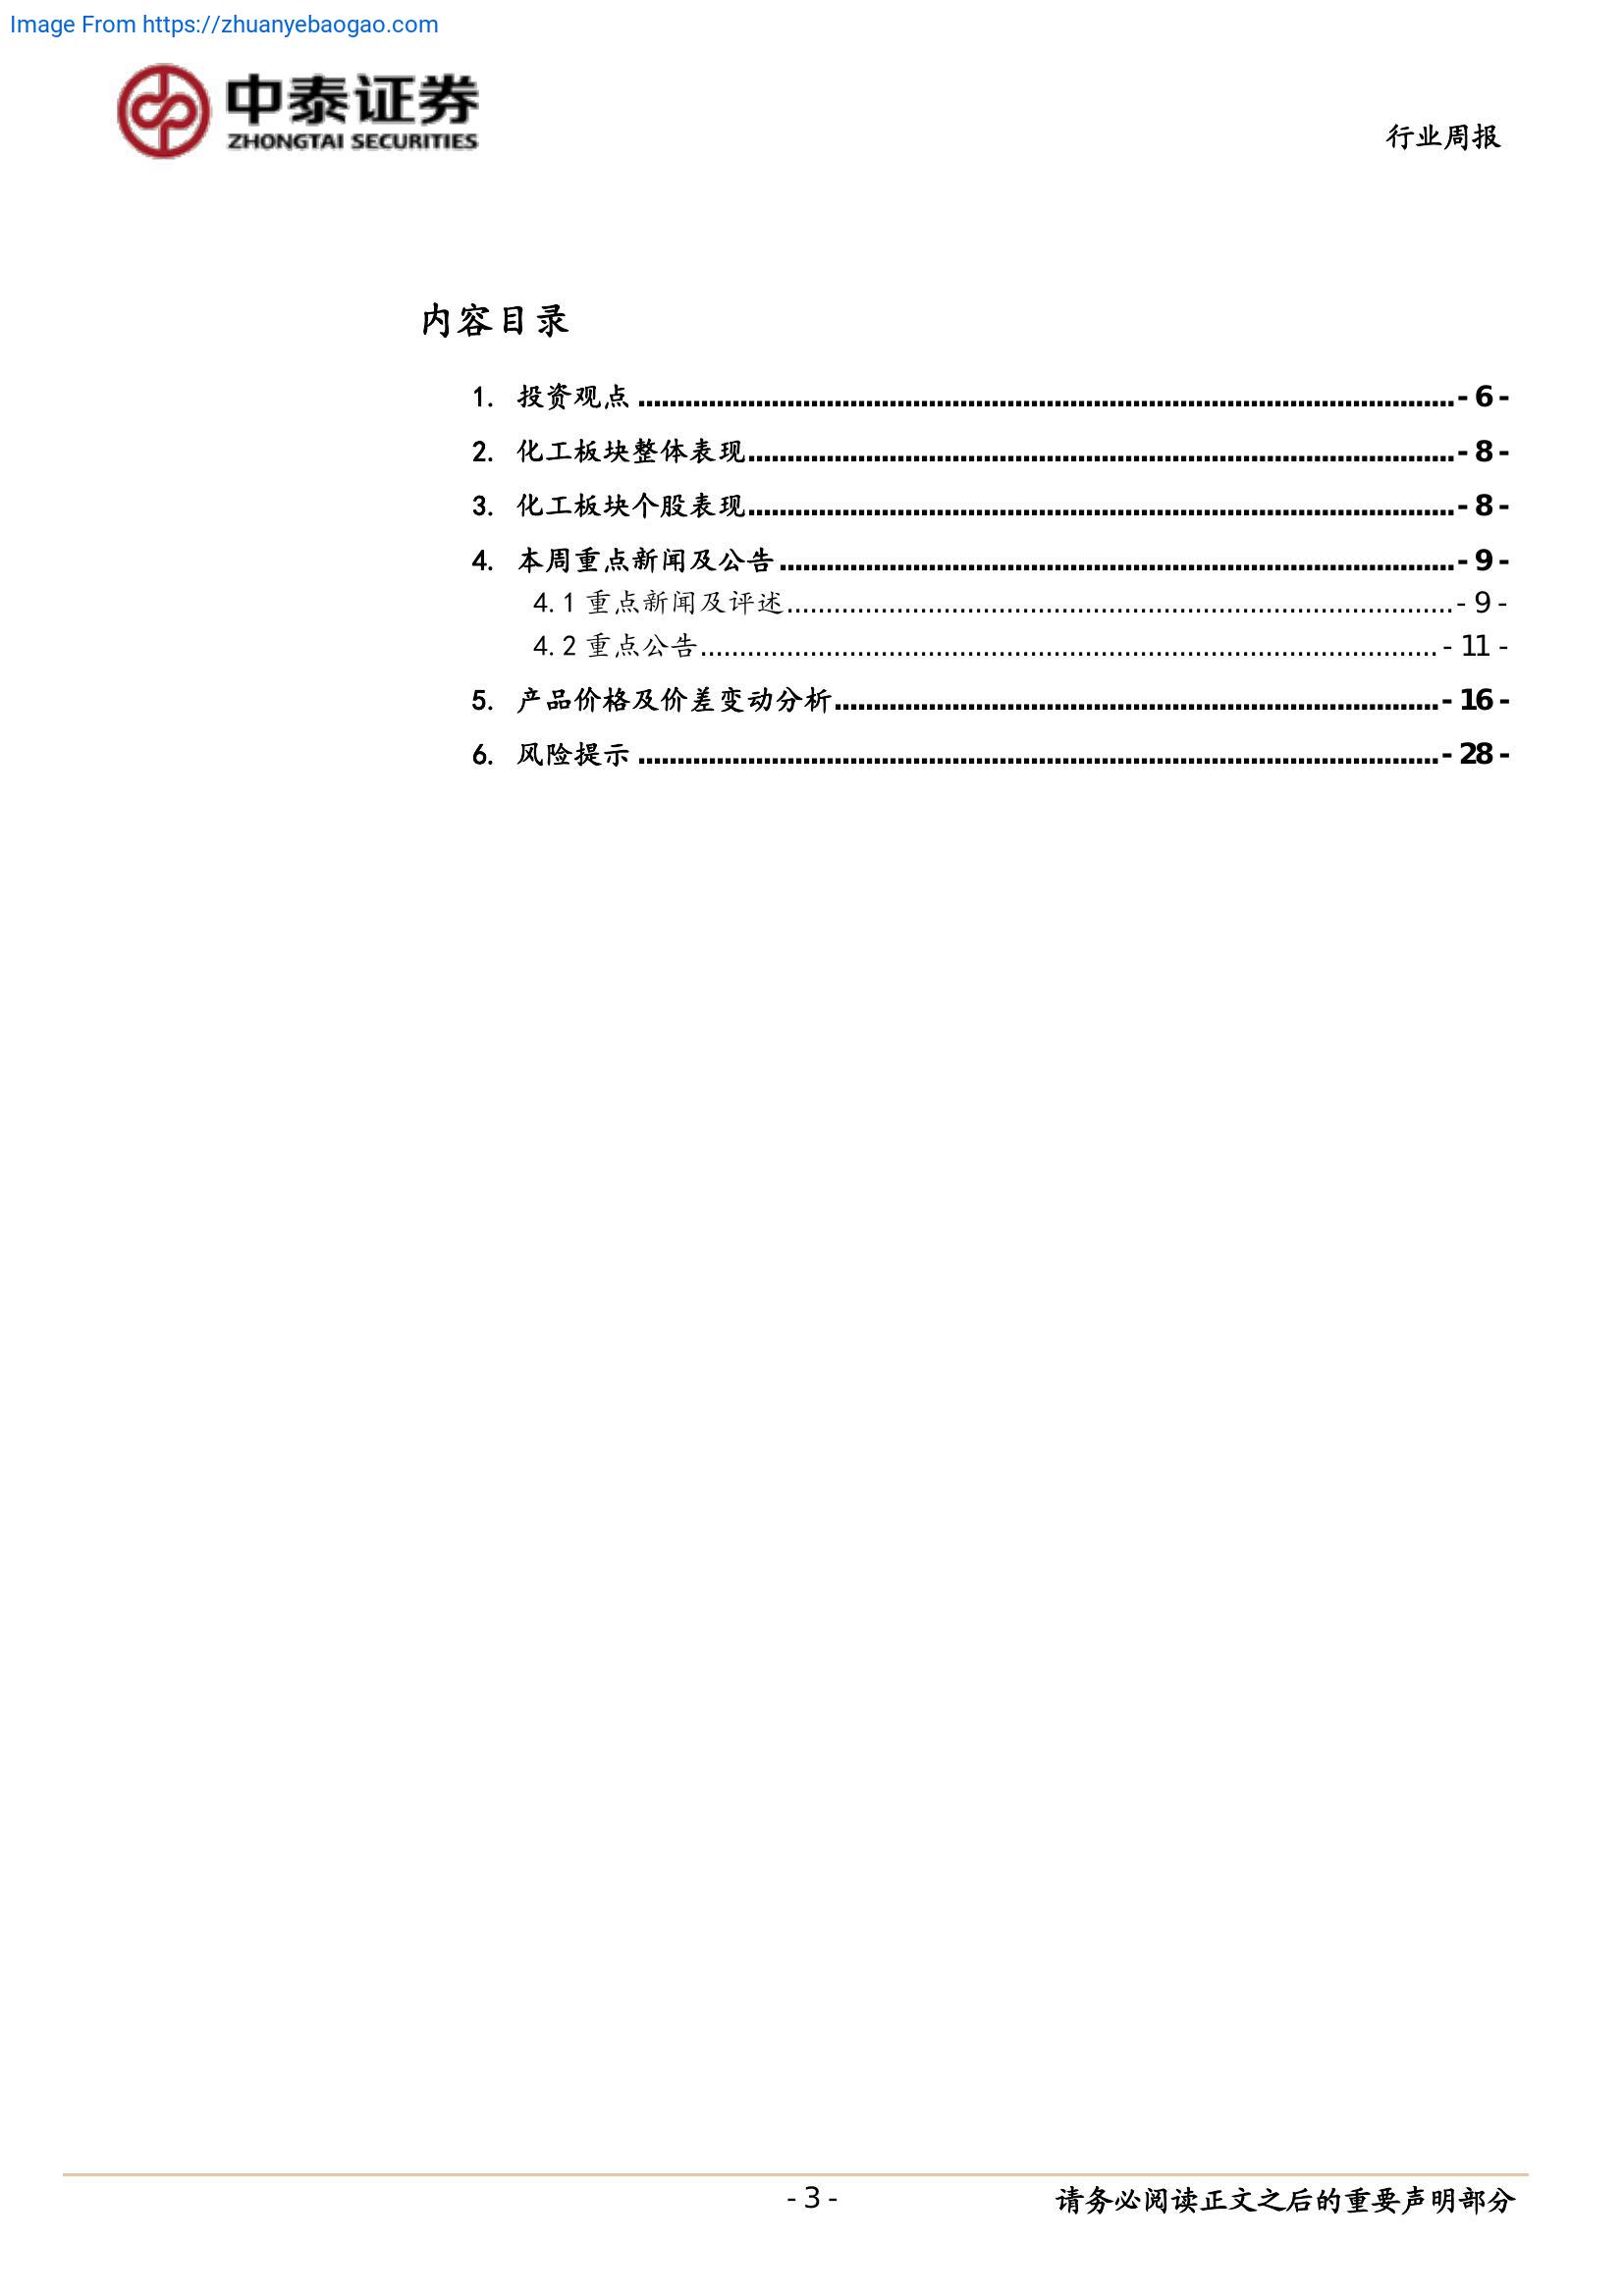 Image From https://zhuanyebaogao.com
中泰证券
ZHONGTAI SECURITIES
行业周报
内容目录
1. 投资观点 ........................................................ - 6 -
2. 化工板块整体表现 ........................................................ - 8 -
3. 化工板块个股表现 ........................................................ - 8 -
4. 本周重点新闻及公告 ........................................................ - 9 -
4.1 重点新闻及评述 ........................................................ - 9 -
4.2 重点公告 ........................................................ - 11 -
5. 产品价格及价差变动分析 ........................................................ - 16 -
6. 风险提示 ........................................................ - 28 -
- 3 - 请务必阅读正文之后的重要声明部分